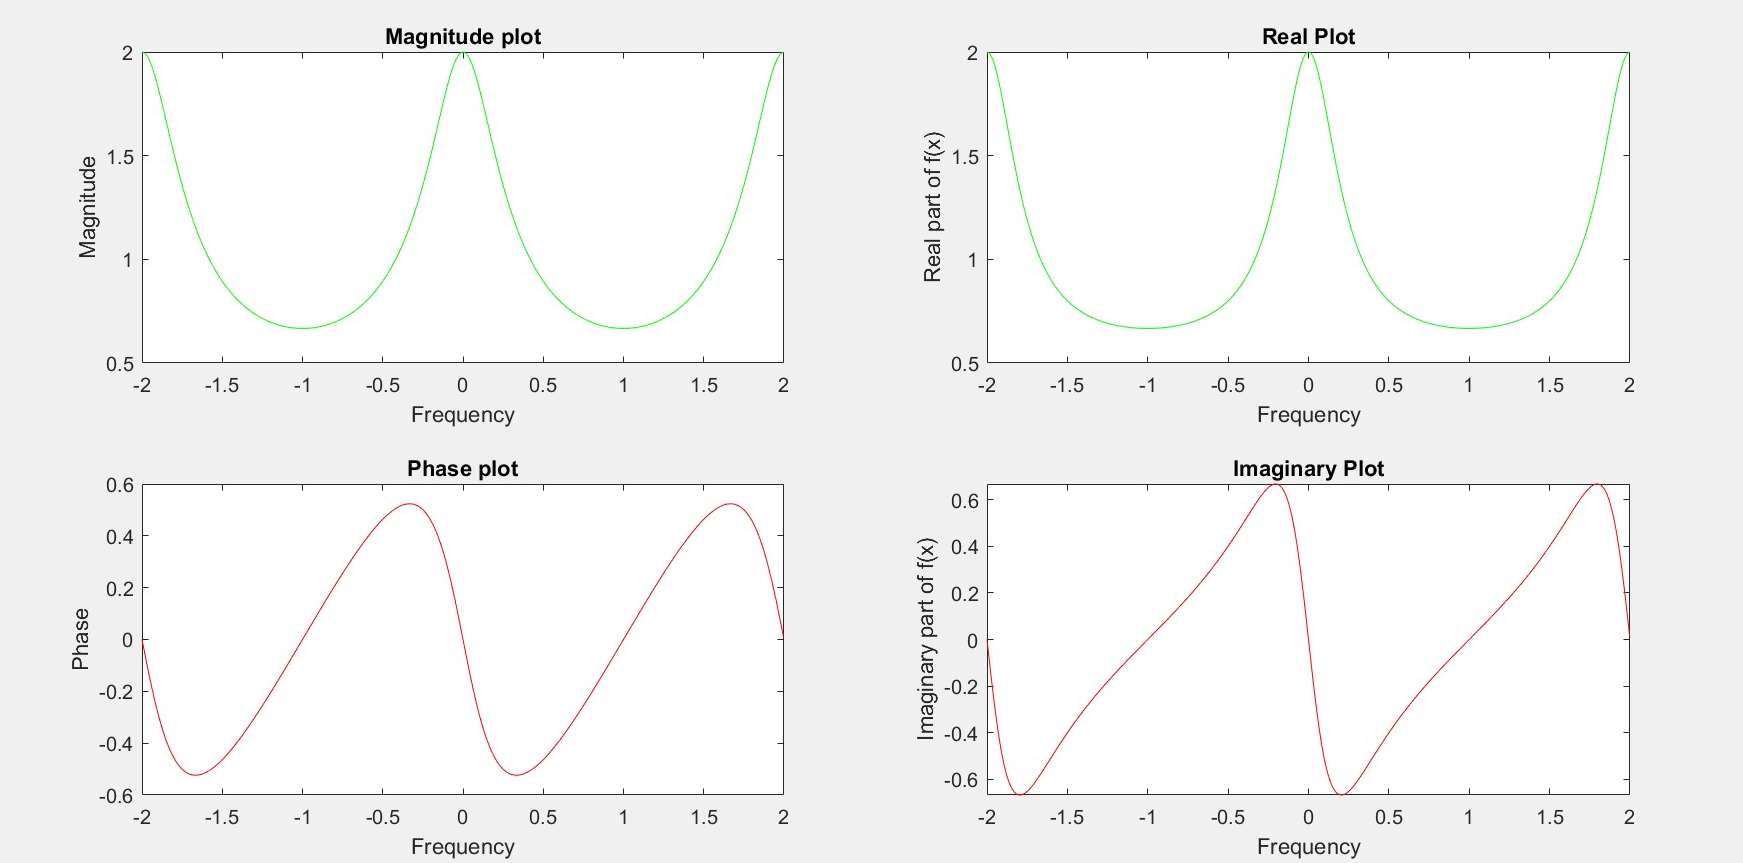 Magnitude plot
2
1.5
1
0.5
Magnitude
-2 -1.5 -1 -0.5 0 0.5 1 1.5 2
Frequency
Real Plot
2
1.5
1
0.5
Real part of f(x)
-2 -1.5 -1 -0.5 0 0.5 1 1.5 2
Frequency
Phase plot
0.6
0.4
0.2
0
-0.2
-0.4
-0.6
Phase
-2 -1.5 -1 -0.5 0 0.5 1 1.5 2
Frequency
Imaginary Plot
0.6
0.4
0.2
0
-0.2
-0.4
-0.6
Imaginary part of f(x)
-2 -1.5 -1 -0.5 0 0.5 1 1.5 2
Frequency